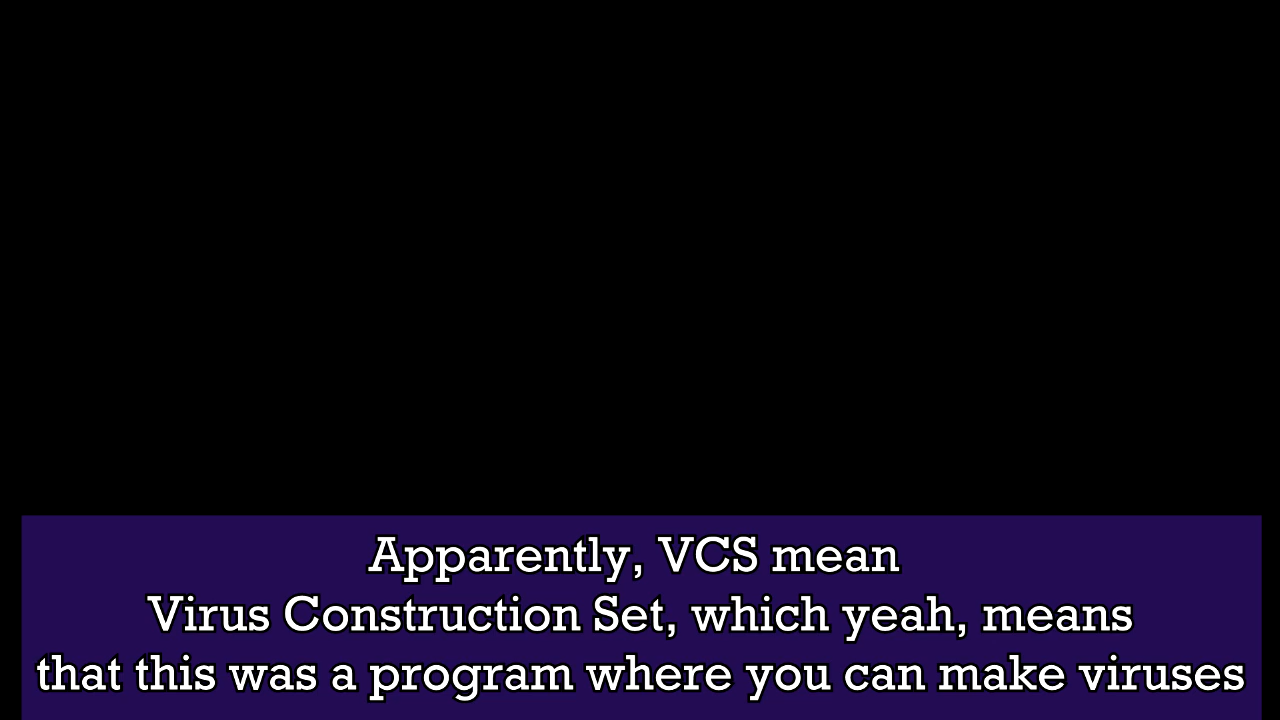 Apparently, VCS mean
Virus Construction Set, which yeah, means
that this was a program where you can make viruses